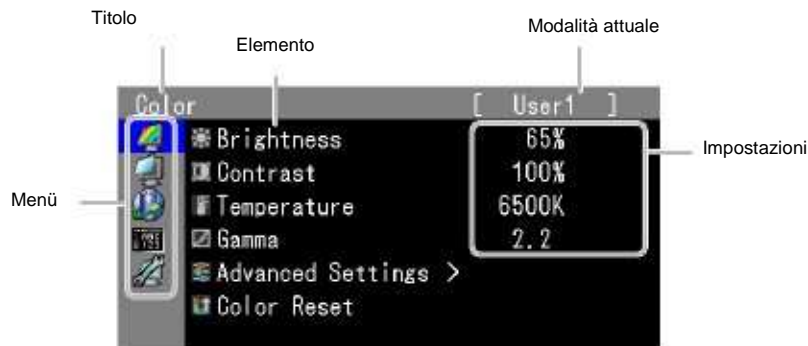 Titolo
Elemento
Modalità attuale
Color [ User1 ]
Brightness 65%
Contrast 100%
Temperature 6500K
Gamma 2.2
Advanced Settings >
Color Reset
Impostazioni
Menü